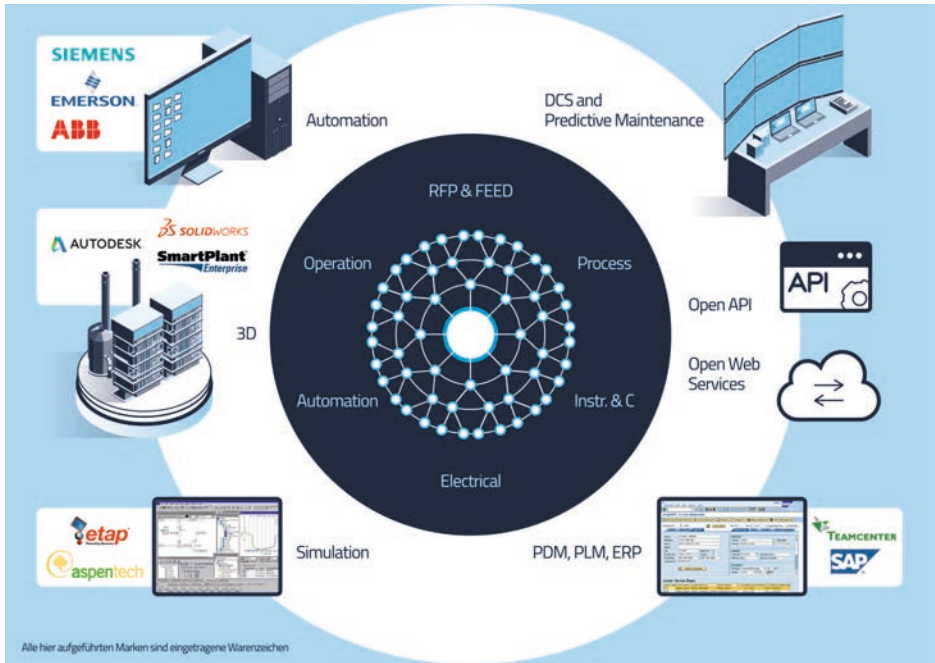 SIEMENS
EMERSON
ABB
Automation
DCS and
Predictive Maintenance
AUTODESK
SOLIDWORKS
SmartPlant
Enterprise
3D
RFP & FEED
Operation
Process
Automation
Instr. & C
Electrical
Open API
API
Open Web
Services
etap
aspentech
Simulation
PDM, PLM, ERP
TEAMCENTER
SAP
Alle hier aufgeführten Marken sind eingetragene Warenzeichen